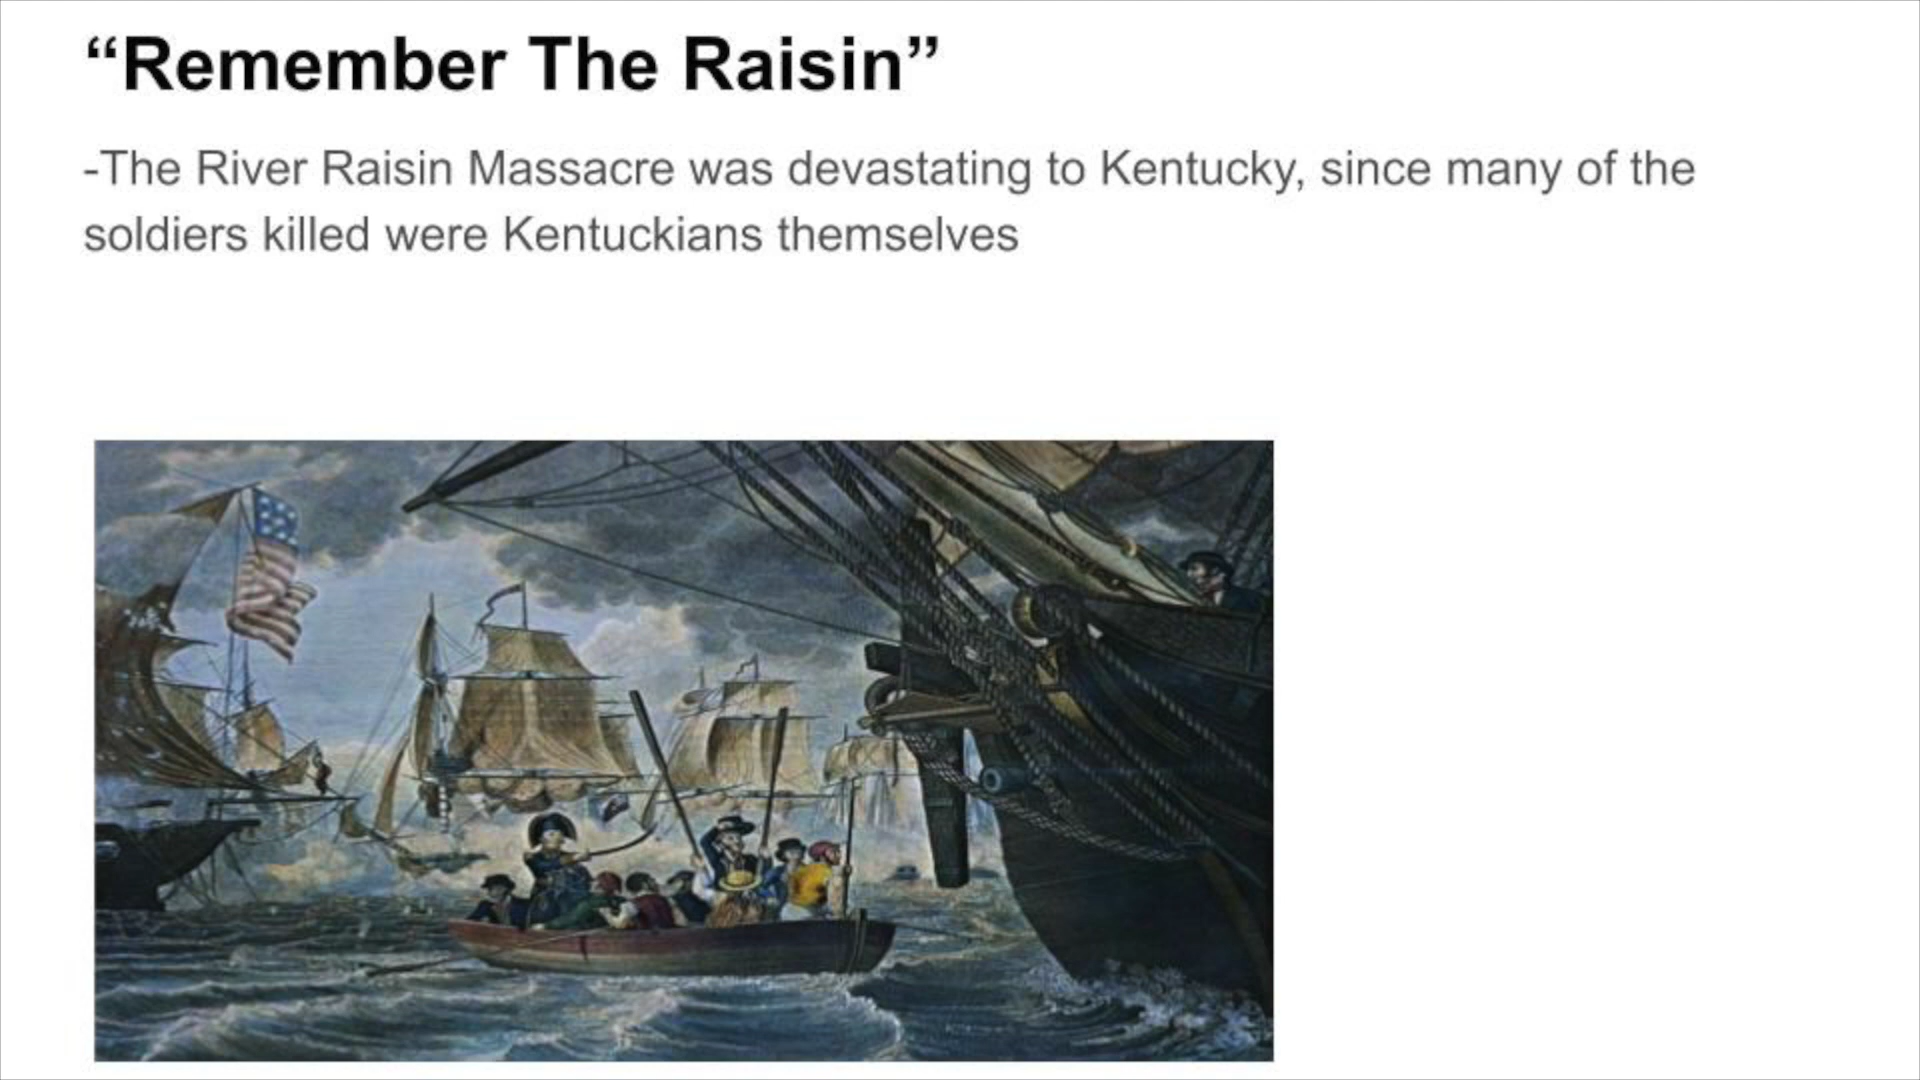 “Remember The Raisin”
-The River Raisin Massacre was devastating to Kentucky, since many of the
soldiers killed were Kentuckians themselves